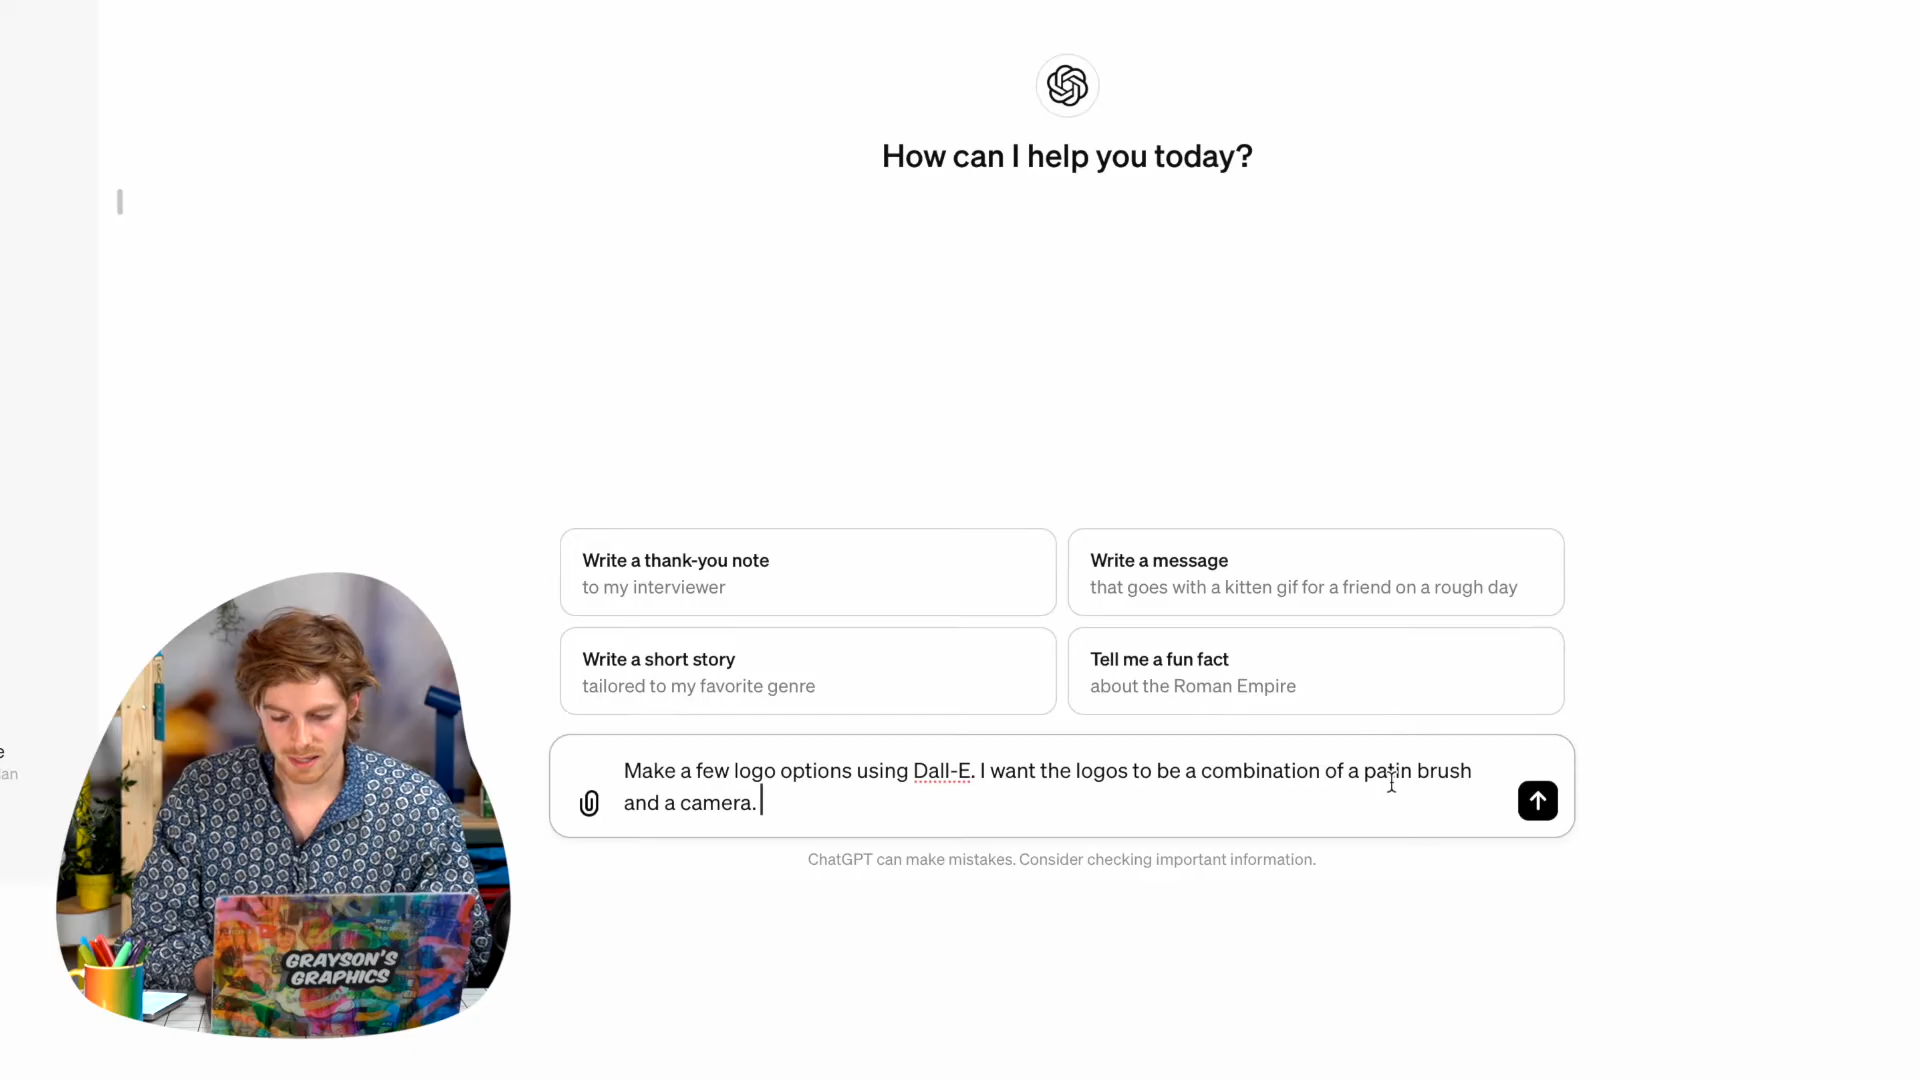 How can I help you today?
Write a thank-you note
to my interviewer
Write a message
that goes with a kitten gif for a friend on a rough day
Write a short story
tailored to my favorite genre
Tell me a fun fact
about the Roman Empire
e
an
Make a few logo options using Dall-E. I want the logos to be a combination of a patin brush
and a camera.
ChatGPT can make mistakes. Consider checking important information.
GRAYSON'S
GRAPHICS